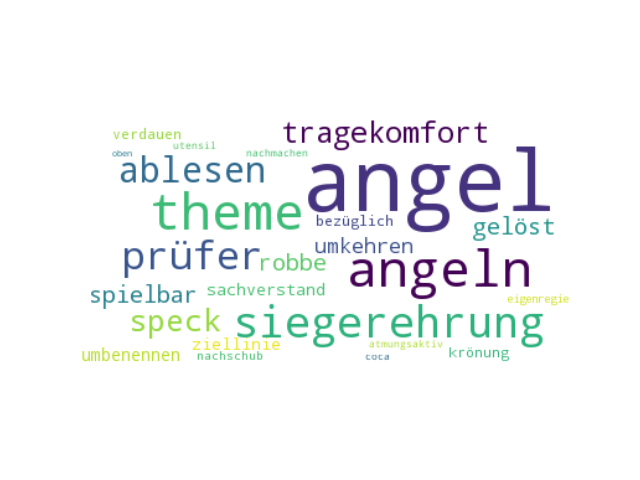 verdauen
tragekomfort
utensil
oben
nachmachen
ablesen
angel
theme
bezüglich
gelöst
prüfer
robbe
umkehren
angeln
spielbar
sachverstand
eigenregie
speck
siegerehrung
ziellinie
atmungsaktiv
umbenennen
nachschub
coca
krönung